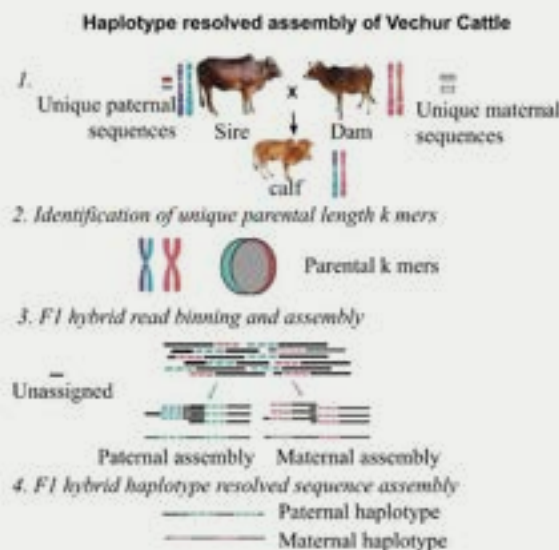 Haplotype resolved assembly of Vechur Cattle
1.
Unique paternal
sequences
Sire
x
Dam
Unique maternal
sequences
calf
2. Identification of unique parental length k mers
Parental k mers
3. F1 hybrid read binning and assembly
Unassigned
Paternal assembly
Maternal assembly
4. F1 hybrid haplotype resolved sequence assembly
Paternal haplotype
Maternal haplotype